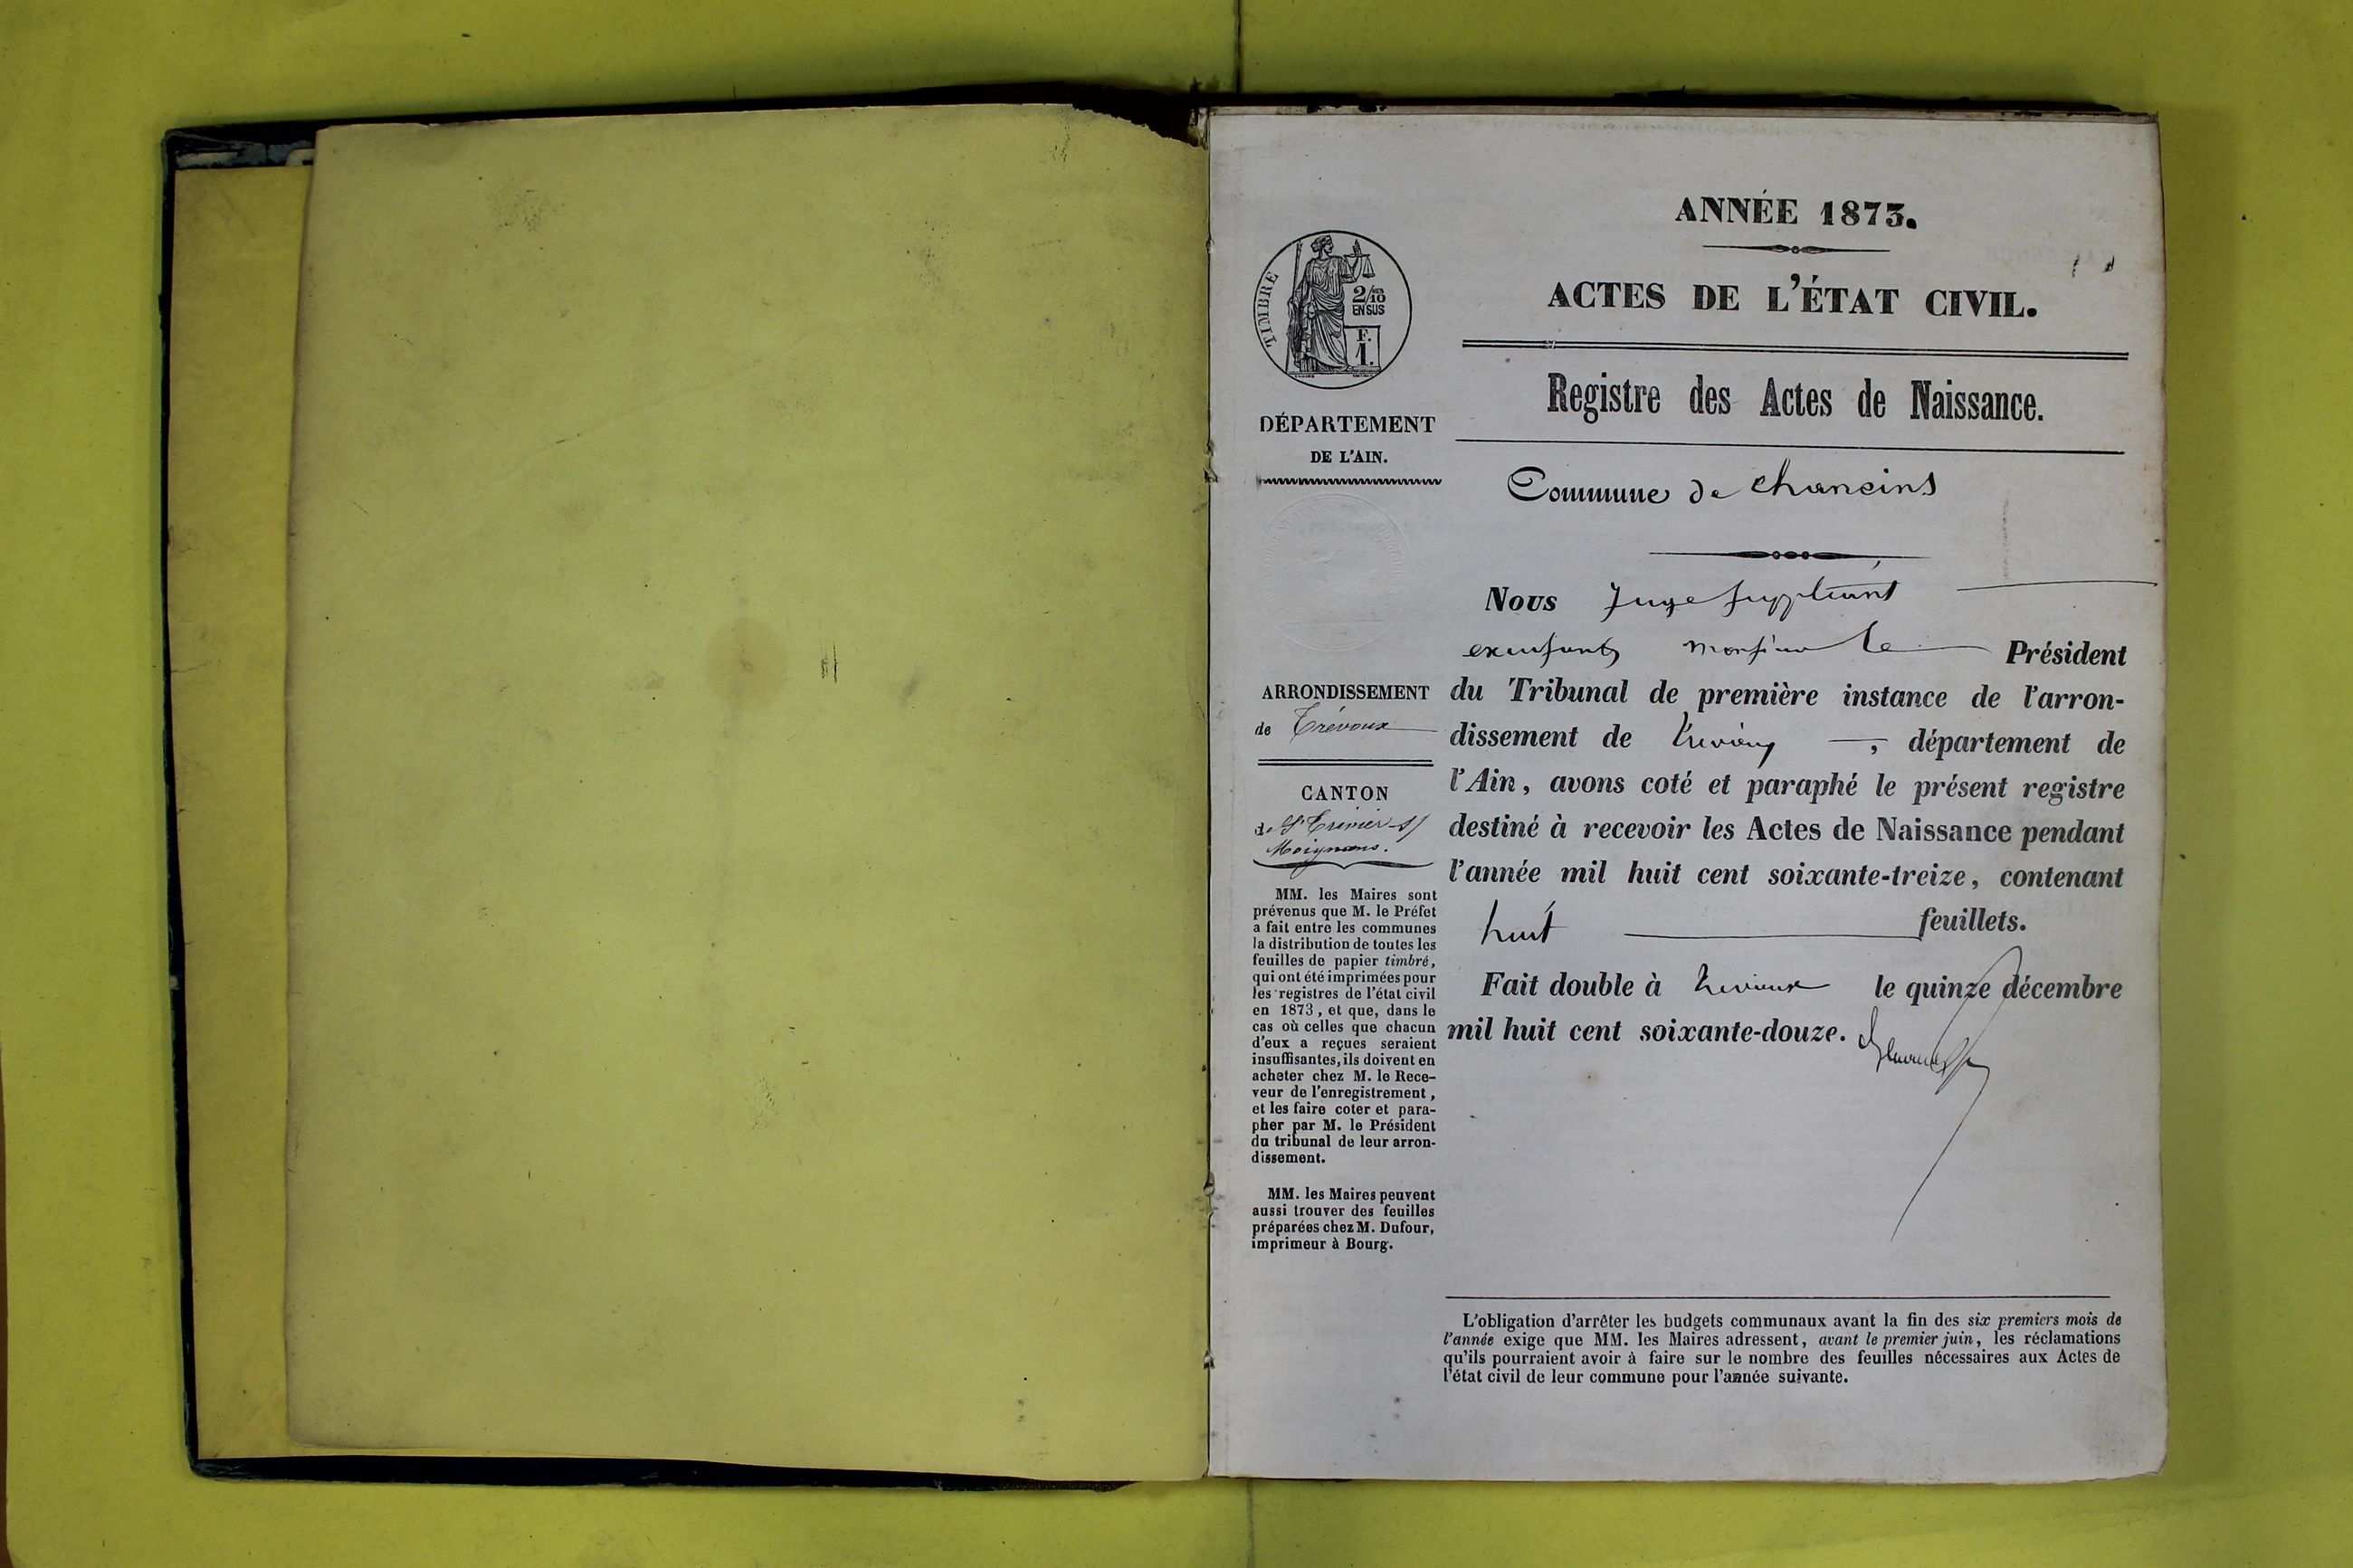 ANNÉE 1873.
ACTES DE L'ÉTAT CIVIL.
Registre des Actes de Naissance.
Commune de Chaneins
TIMBRE
2/10
EN SUS
F.
1.
DÉPARTEMENT
DE L'AIN.
ARRONDISSEMENT
de Trévoux
CANTON
de St Trivier s/
Moignans.
MM. les Maires sont
prévenus que M. le Préfet
a fait entre les communes
la distribution de toutes les
feuilles de papier timbré,
qui ont été imprimées pour
les registres de l'état civil
en 1873, et que, dans le
cas où celles que chacun
d'eux a reçues seraient
insuffisantes, ils doivent en
acheter chez M. le Rece-
veur de l'enregistrement,
et les faire coter et para-
pher par M. le Président
du tribunal de leur arron-
dissement.
MM. les Maires peuvent
aussi trouver des feuilles
préparées chez M. Dufour,
imprimeur à Bourg.
Nous Juge suppléant
monsieur le Président
du Tribunal de première instance de l'arron-
dissement de Trévoux, département de
l'Ain, avons coté et paraphé le présent registre
destiné à recevoir les Actes de Naissance pendant
l'année mil huit cent soixante-treize, contenant
huit feuillets.
Fait double à Trévoux le quinze décembre
mil huit cent soixante-douze.
L'obligation d'arrêter les budgets communaux avant la fin des six premiers mois de
l'année exige que MM. les Maires adressent, avant le premier juin, les réclamations
qu'ils pourraient avoir à faire sur le nombre des feuilles nécessaires aux Actes de
l'état civil de leur commune pour l'année suivante.